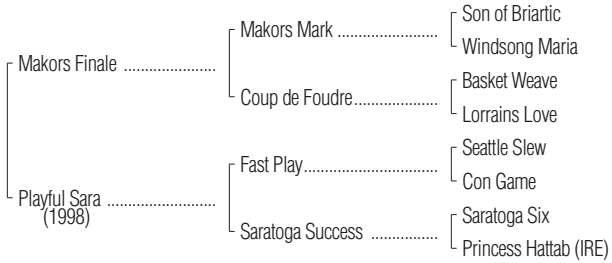 Son of Briartic
Makors Mark ....................
Windsong Maria
Makors Finale ......................
Basket Weave
Coup de Foudre....................
Lorrains Love
Seattle Slew
Fast Play................................
Con Game
Playful Sara ..........................
(1998)
Saratoga Six
Saratoga Success ................
Princess Hattab (IRE)